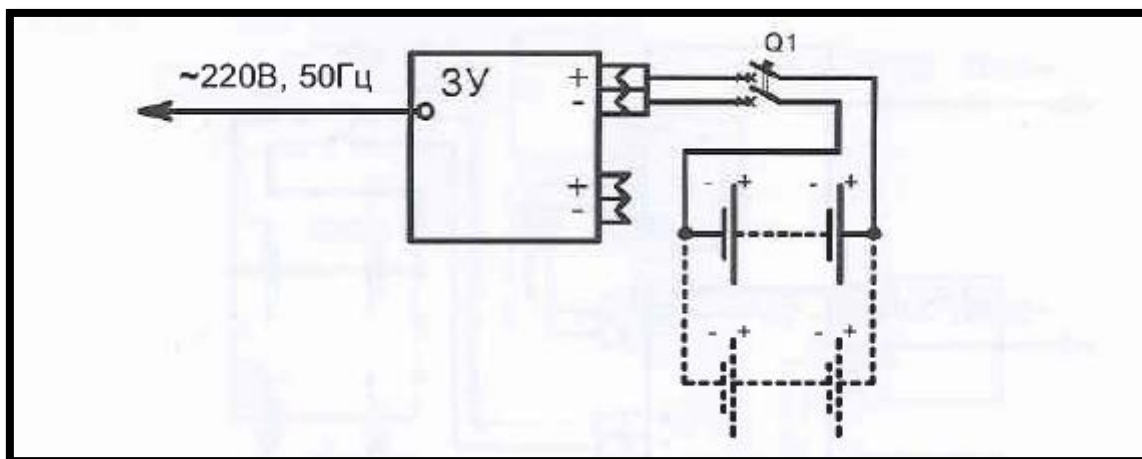 Q1
~220В, 50Гц
ЗУ
+
-
+
-
- + - +
- + - +